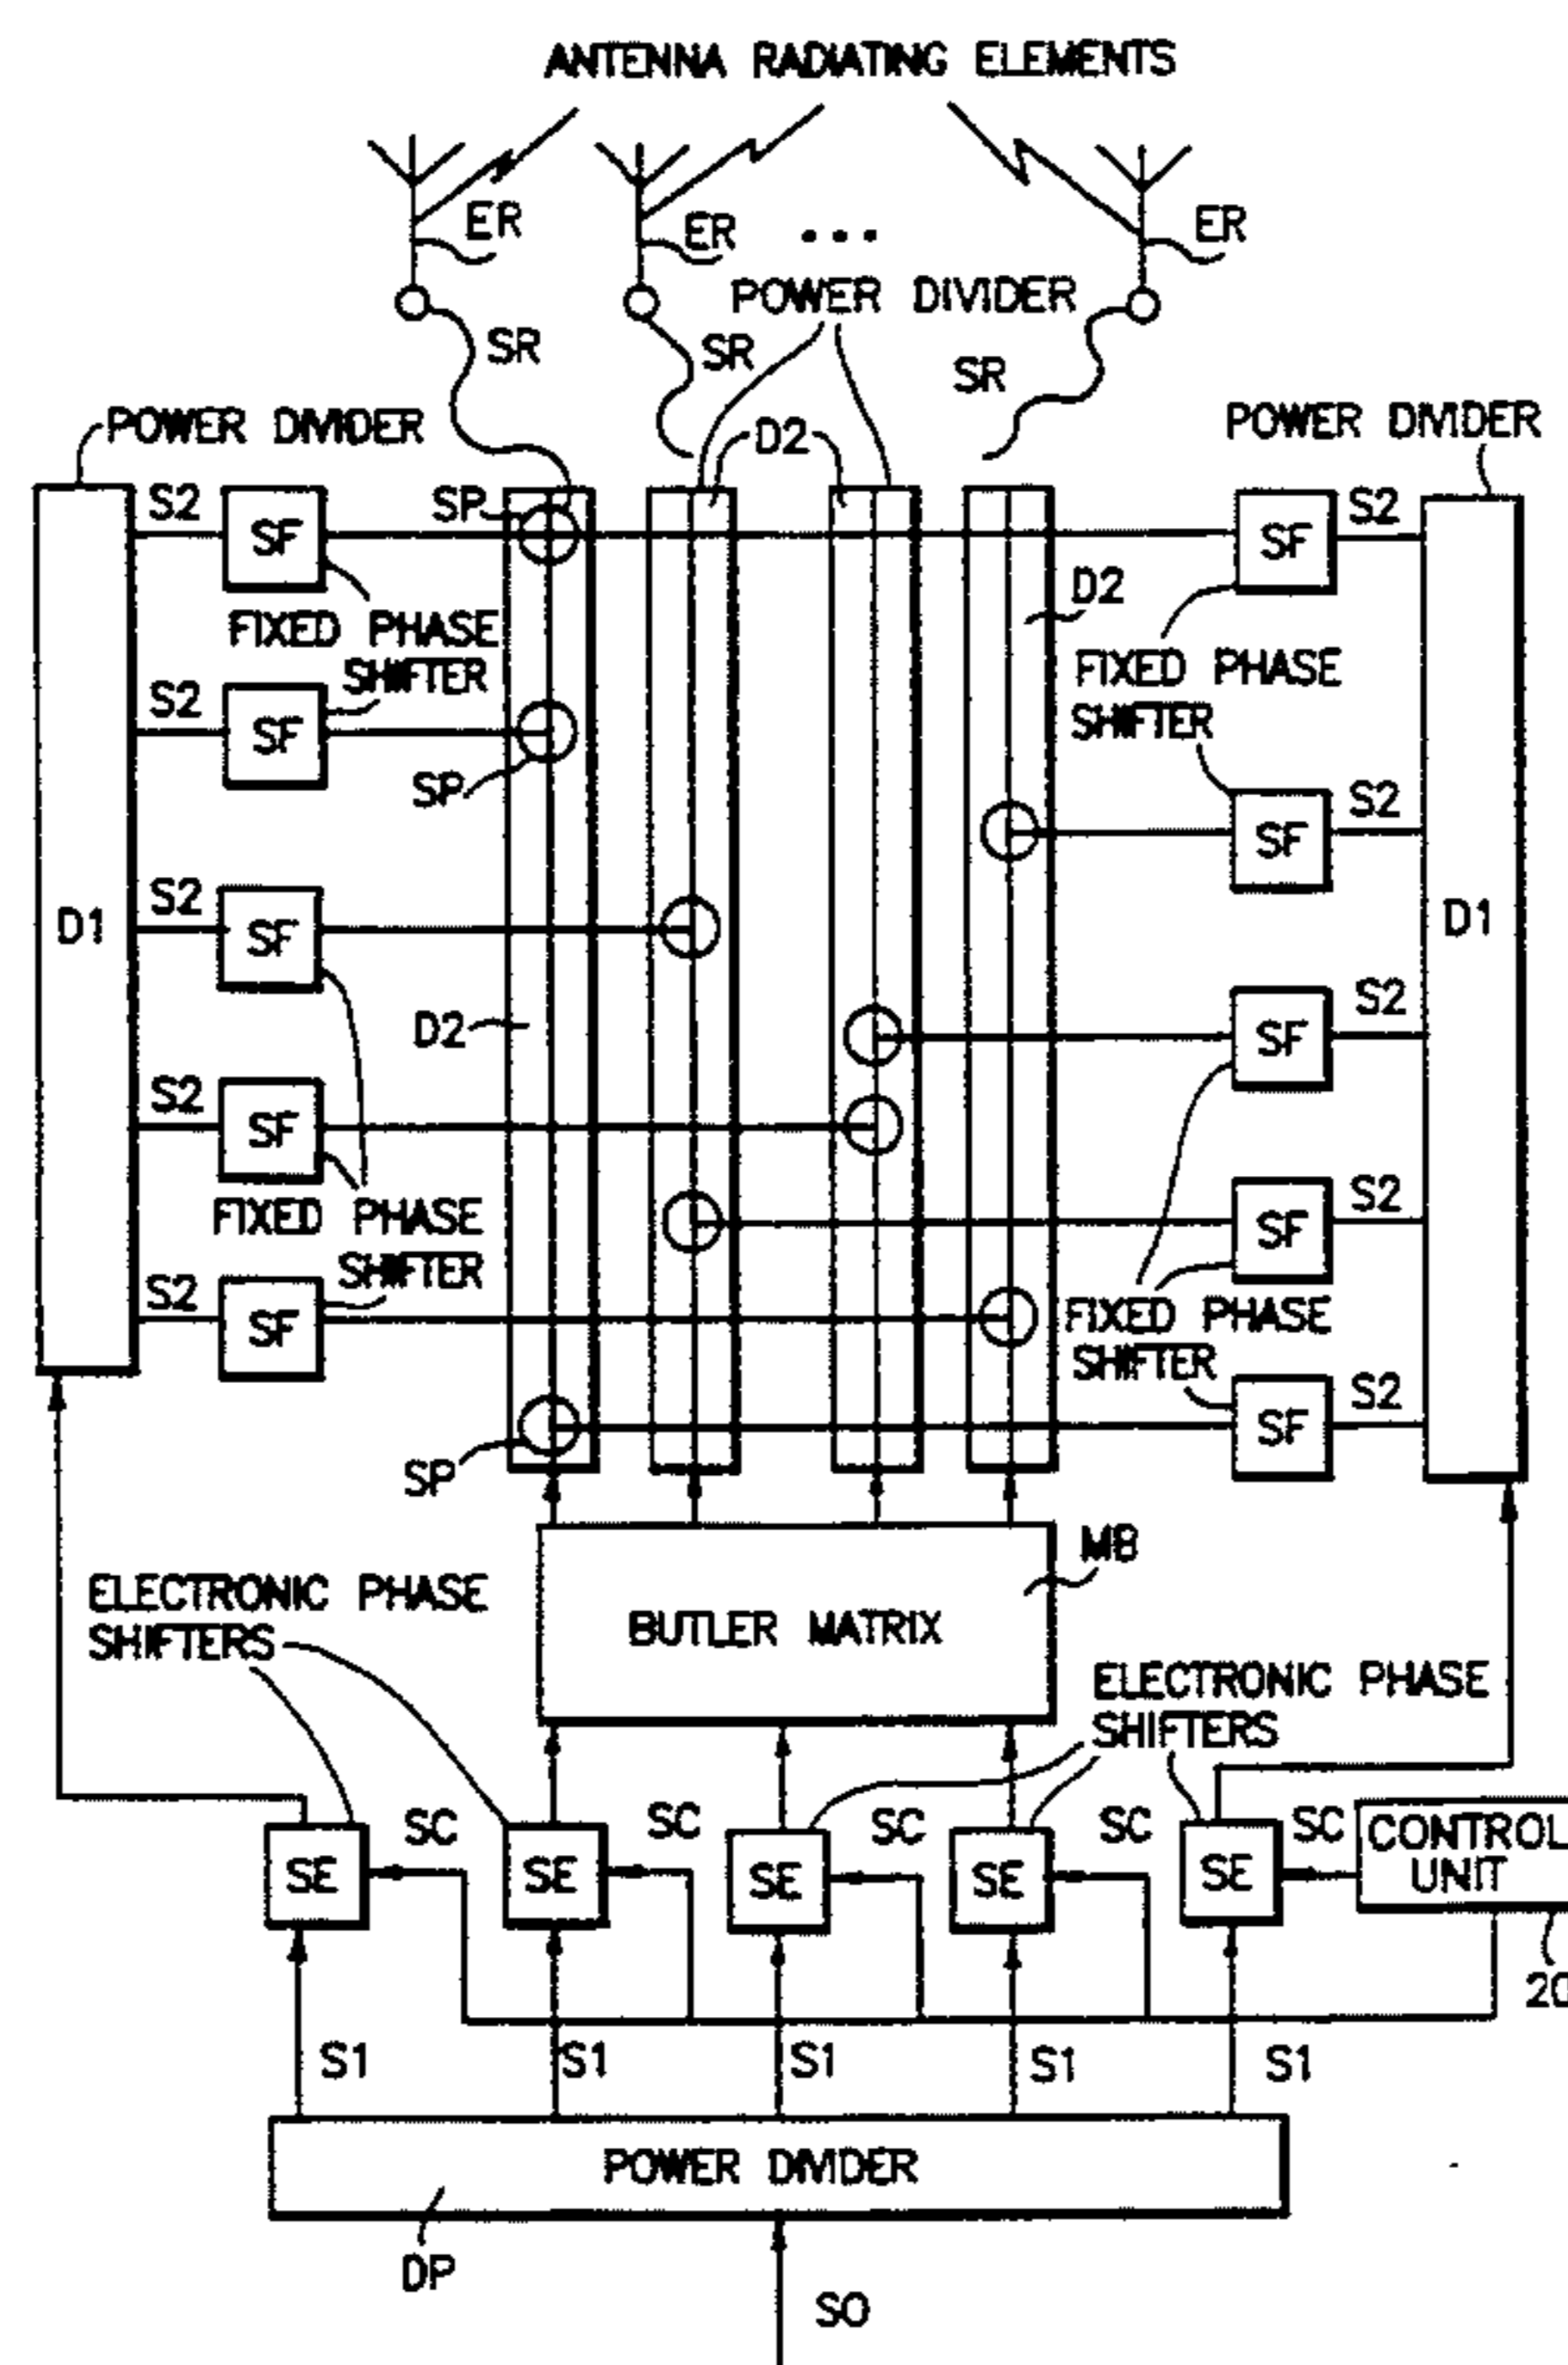 ANTENNA RADIATING ELEMENTS
ER
ER
...
ER
POWER DIVIDER
SR
SR
SR
POWER DIVIDER
POWER DIVIDER
D2
S2
SF
SP
SF
S2
D2
FIXED PHASE
SHIFTER
FIXED PHASE
SHIFTER
S2
SF
SP
S2
SF
D1
S2
SF
D1
S2
SF
D2
S2
SF
S2
SF
FIXED PHASE
SHIFTER
S2
SF
FIXED PHASE
SHIFTER
S2
SF
SP
MB
ELECTRONIC PHASE
SHIFTERS
BUTLER MATRIX
ELECTRONIC PHASE
SHIFTERS
SE
SC
SE
SC
SE
SC
SE
SC
SE
SC
CONTROL
UNIT
20
S1
S1
S1
S1
S1
POWER DIVIDER
DP
SO